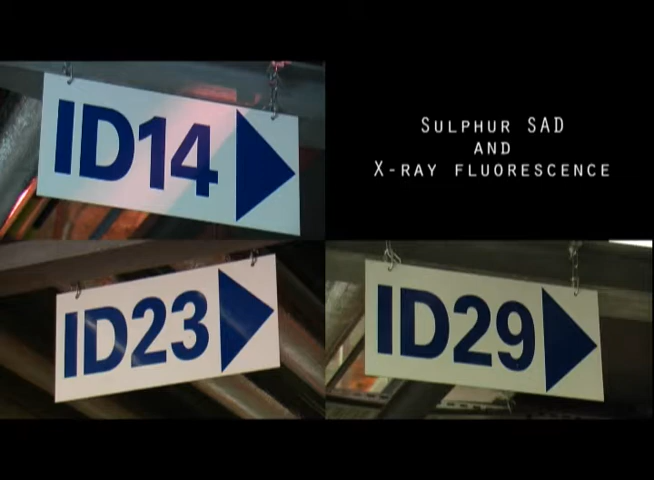 ID14
SULPHUR SAD
AND
X-RAY FLUORESCENCE
ID23
ID29